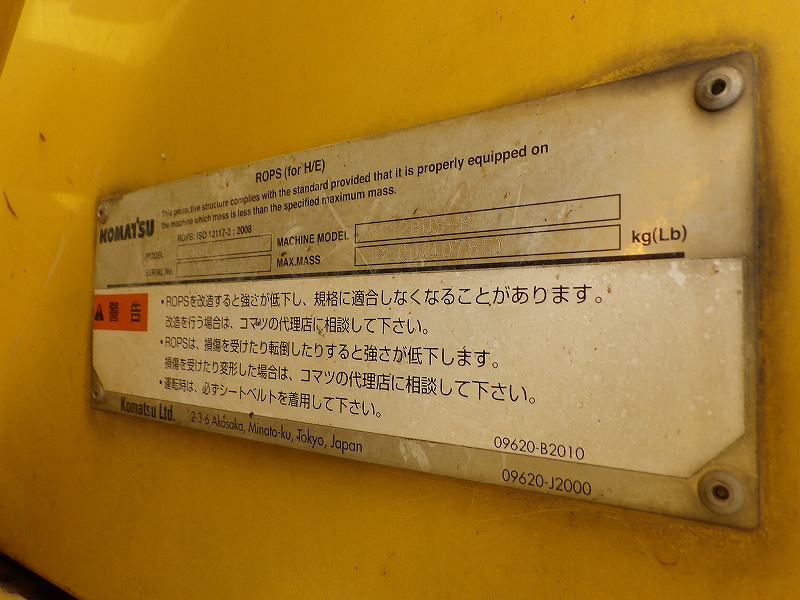 ROPS (for H/E)
KOMATSU
This protective structure complies with the standard provided that it is properly equipped on
the machine which mass is less than the specified maximum mass.
ROPS: ISO 12117-2 : 2008
MODEL
MACHINE MODEL
SERIAL No.
MAX.MASS
kg(Lb)
警告
•ROPSを改造すると強さが低下し、規格に適合しなくなることがあります。
改造を行う場合は、コマツの代理店に相談して下さい。
•ROPSは、損傷を受けたり転倒したりすると強さが低下します。
損傷を受けたり変形した場合は、コマツの代理店に相談して下さい。
•運転時は、必ずシートベルトを着用して下さい。
Komatsu Ltd.
2-3-6 Akasaka, Minato-ku, Tokyo, Japan
09620-B2010
09620-J2000